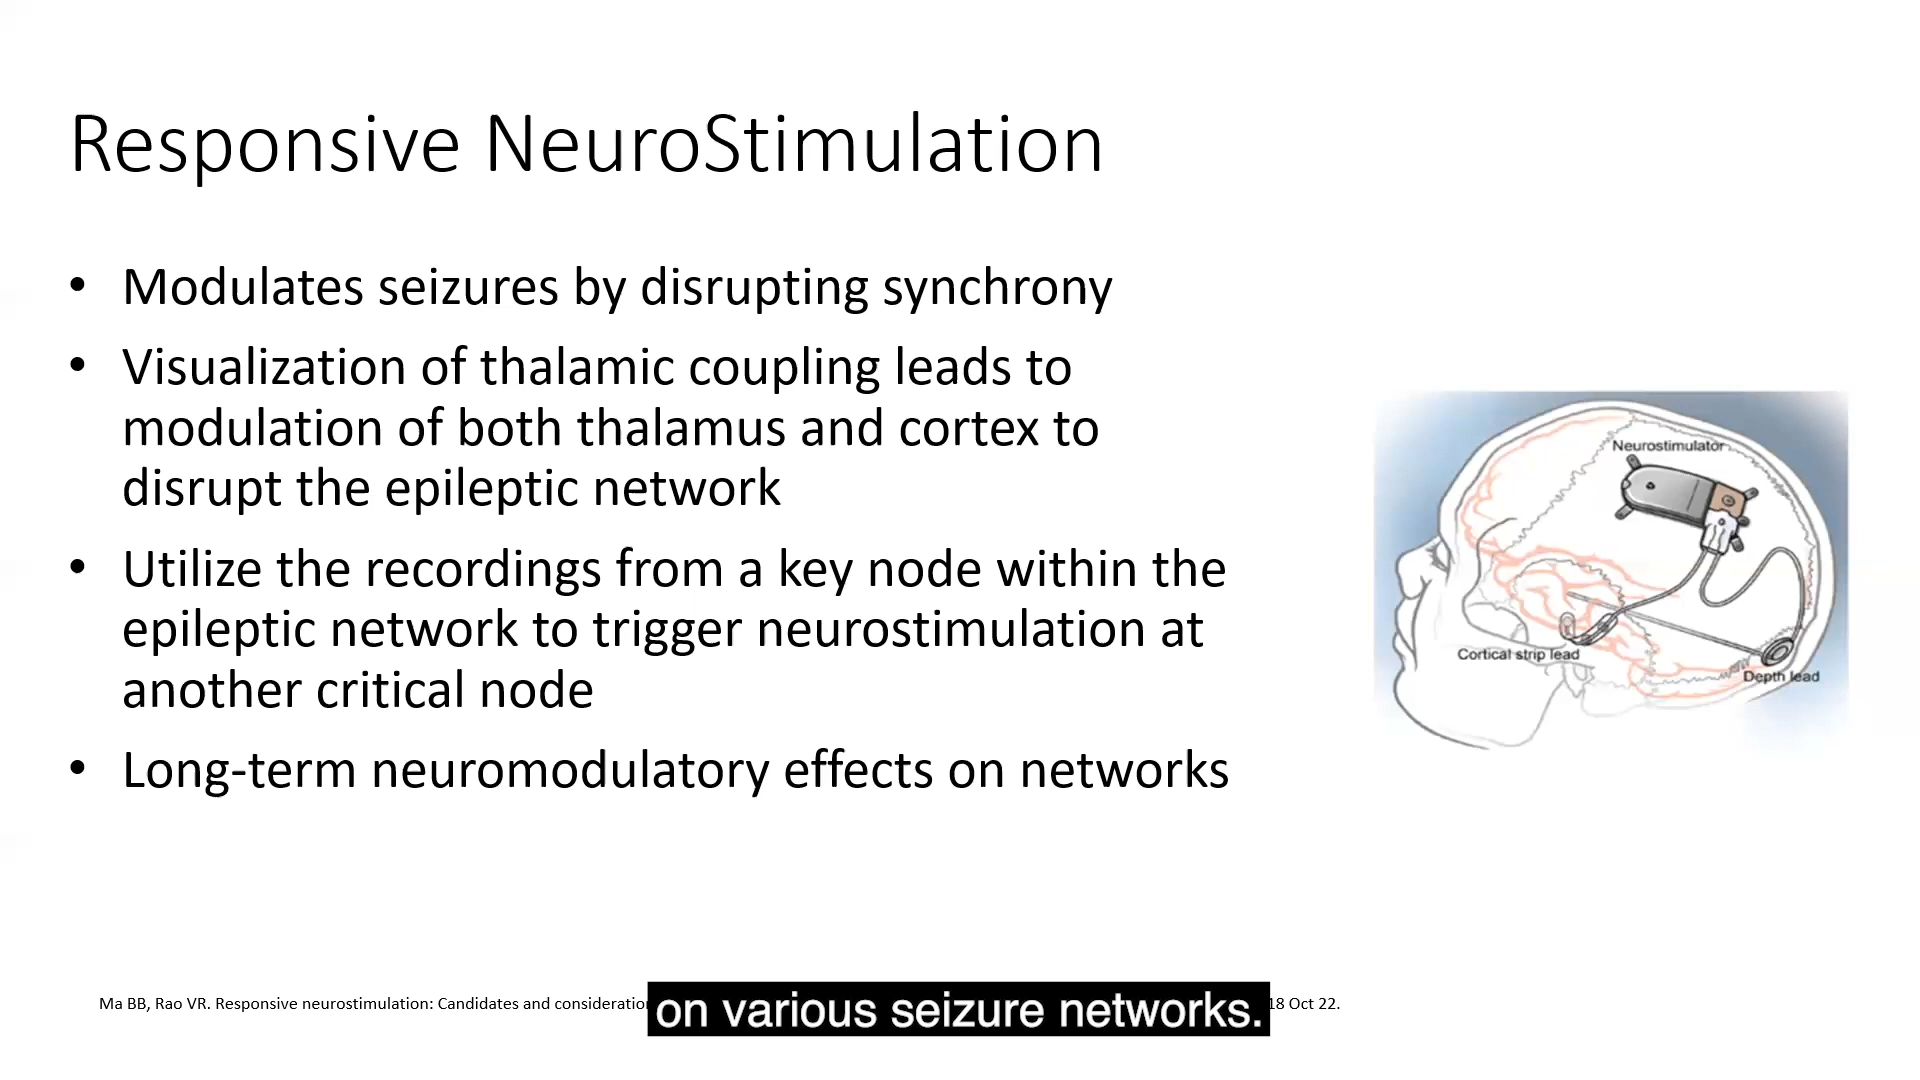 Responsive NeuroStimulation
• Modulates seizures by disrupting synchrony
• Visualization of thalamic coupling leads to
modulation of both thalamus and cortex to
disrupt the epileptic network
• Utilize the recordings from a key node within the
epileptic network to trigger neurostimulation at
another critical node
• Long-term neuromodulatory effects on networks
Neurostimulator
Cortical strip lead
Depth lead
Ma BB, Rao VR. Responsive neurostimulation: Candidates and 18 Oct 22.
on various seizure networks.